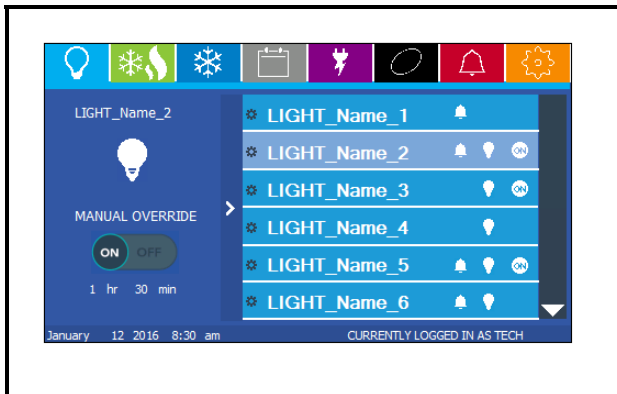 LIGHT_Name_2
MANUAL OVERRIDE
ON OFF
1 hr 30 min
LIGHT_Name_1
LIGHT_Name_2 ON
LIGHT_Name_3 ON
LIGHT_Name_4
LIGHT_Name_5 ON
LIGHT_Name_6
January 12 2016 8:30 am CURRENTLY LOGGED IN AS TECH